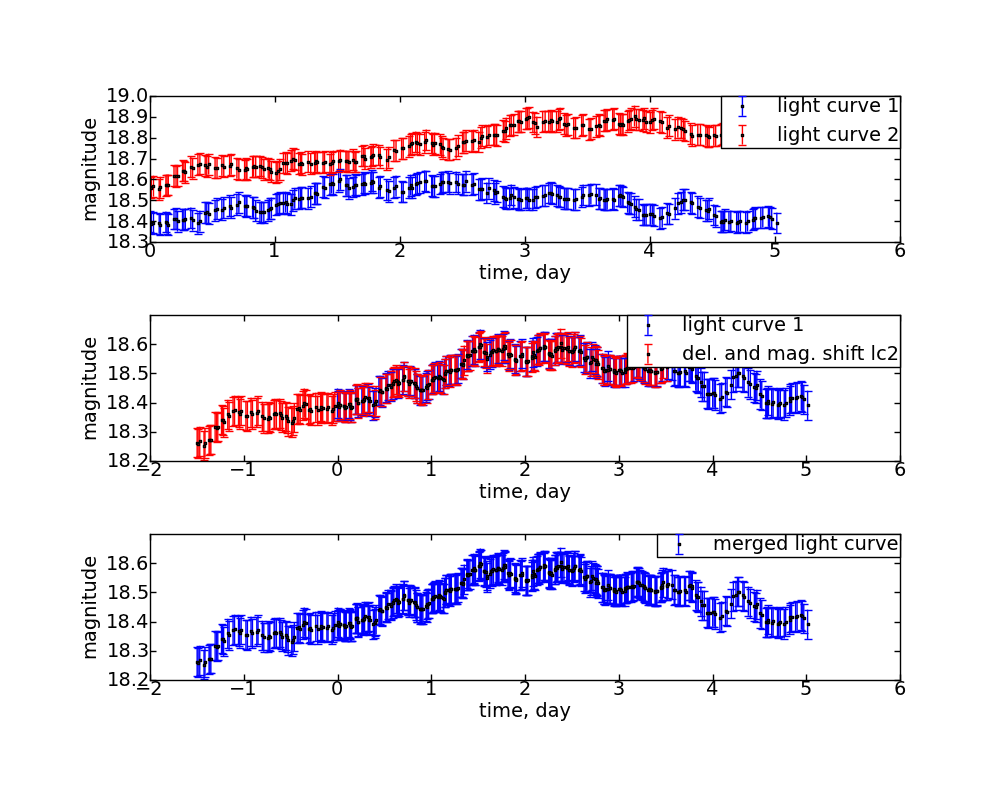 19.0
18.9
18.8
18.7
18.6
18.5
18.4
18.3
magnitude
light curve 1
light curve 2
0 1 2 3 4 5 6
time, day
18.6
18.5
18.4
18.3
18.2
magnitude
light curve 1
del. and mag. shift lc2
−2 −1 0 1 2 3 4 5 6
time, day
18.6
18.5
18.4
18.3
18.2
magnitude
merged light curve
−2 −1 0 1 2 3 4 5 6
time, day